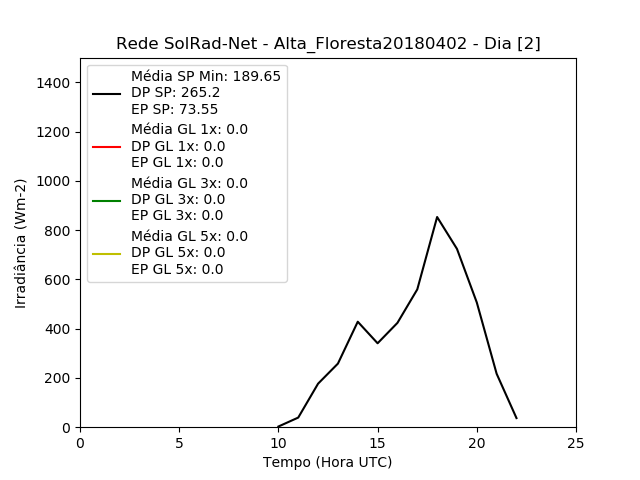 Rede SolRad-Net - Alta_Floresta20180402 - Dia [2]
Média SP Min: 189.65
DP SP: 265.2
EP SP: 73.55
Média GL 1x: 0.0
DP GL 1x: 0.0
EP GL 1x: 0.0
Média GL 3x: 0.0
DP GL 3x: 0.0
EP GL 3x: 0.0
Média GL 5x: 0.0
DP GL 5x: 0.0
EP GL 5x: 0.0
Irradiância (Wm-2)
1400
1200
1000
800
600
400
200
0
0 5 10 15 20 25
Tempo (Hora UTC)